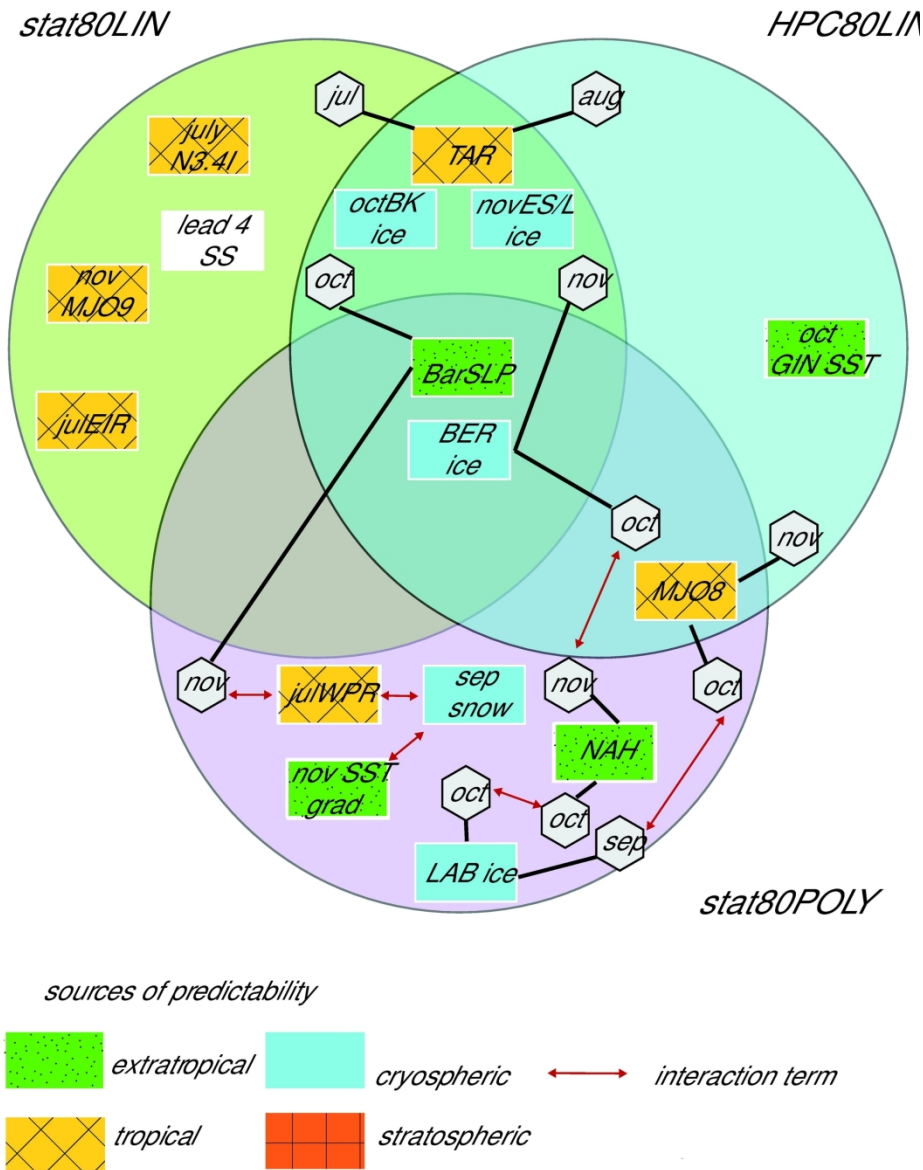 stat80LIN
HPC80LIN
jul
aug
july
N3.4I
TAR
octBK
ice
novES/L
ice
lead 4
SS
nov
MJO9
oct
nov
oct
GIN SST
BarSLP
julEIR
BER
ice
oct
nov
MJO8
nov
julWPR
sep
snow
nov
oct
NAH
nov SST
grad
oct
oct
sep
LAB ice
stat80POLY
sources of predictability
extratropical
cryospheric
interaction term
tropical
stratospheric